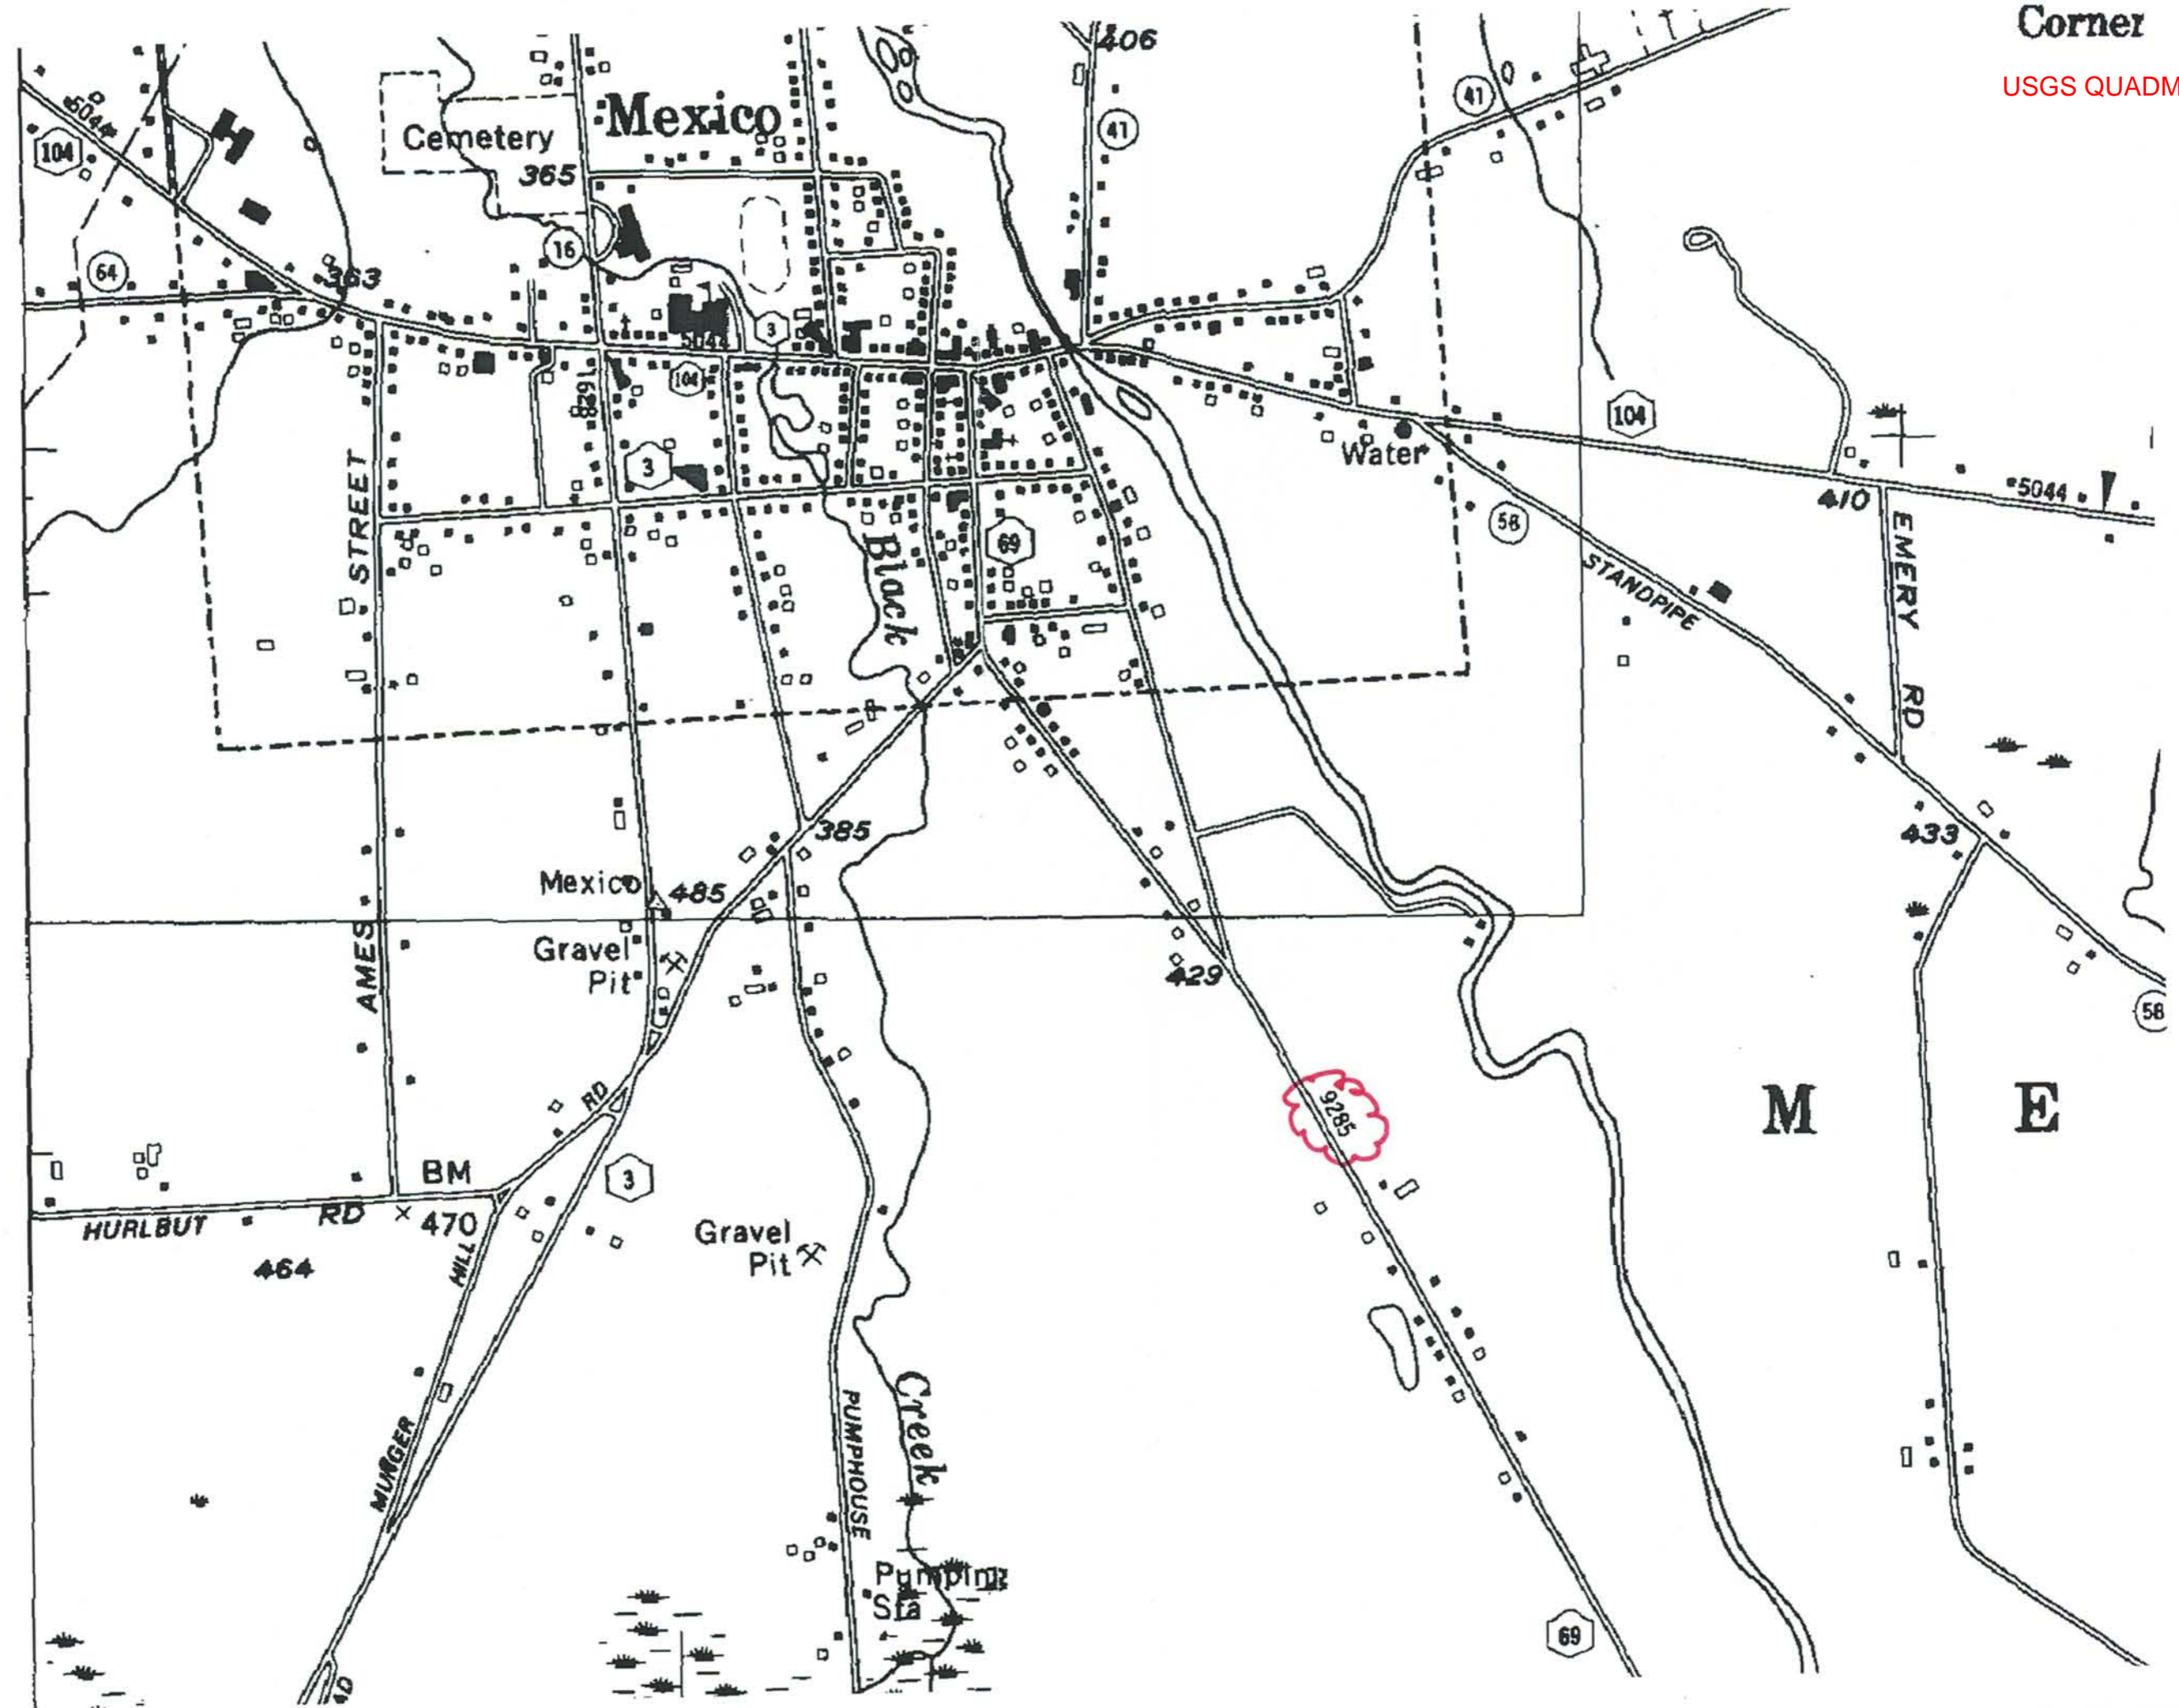 Corner
USGS QUADM
406
5044
104
Cemetery
Mexico
41
41
365
16
64
363
3
5044
104
1628
3
Water
104
410
5044
58
STREET
Black
69
STANDPIPE
EMERY RD
385
433
Mexico
485
Gravel
Pit
AMES
429
58
RD
9285
M E
BM
3
HURLBUT RD
470
464
HILL
Gravel
Pit
MUNGER
PUMPHOUSE
Creek
Pumping
Sta
69